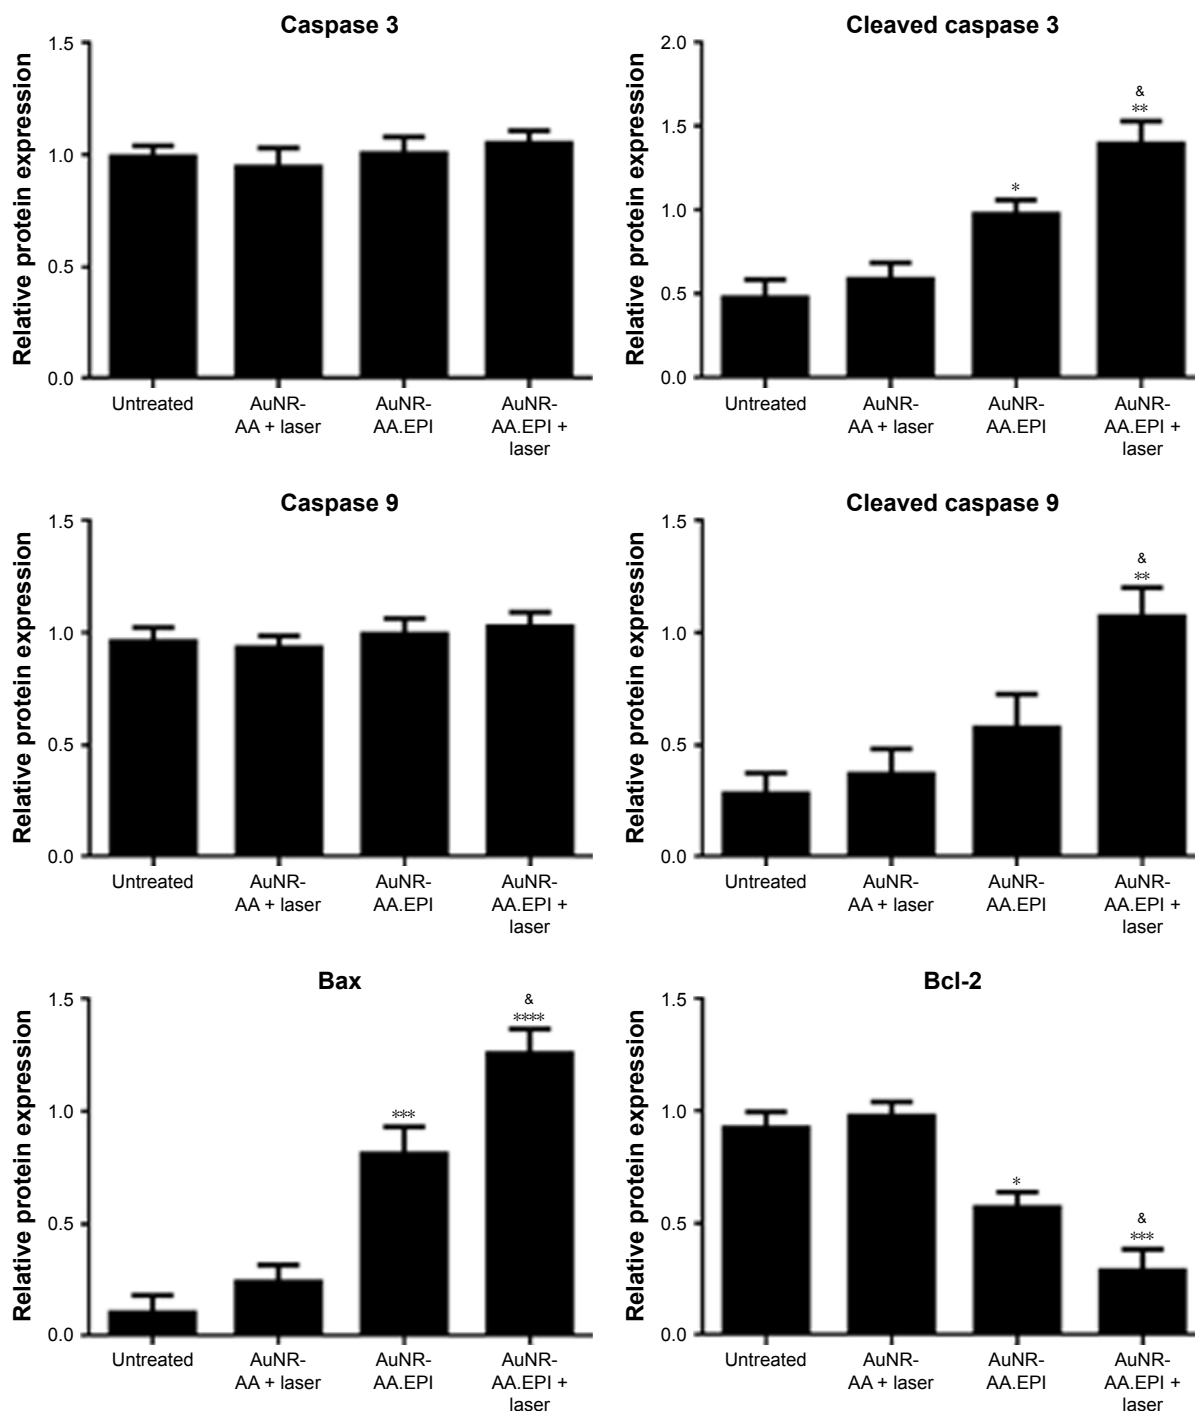 Caspase 3
Relative protein expression
1.5
1.0
0.5
0.0
Untreated
AuNR-
AA + laser
AuNR-
AA.EPI
AuNR-
AA.EPI +
laser
Cleaved caspase 3
Relative protein expression
2.0
1.5
1.0
0.5
0.0
*
&
**
Untreated
AuNR-
AA + laser
AuNR-
AA.EPI
AuNR-
AA.EPI +
laser
Caspase 9
Relative protein expression
1.5
1.0
0.5
0.0
Untreated
AuNR-
AA + laser
AuNR-
AA.EPI
AuNR-
AA.EPI +
laser
Cleaved caspase 9
Relative protein expression
1.5
1.0
0.5
0.0
&
**
Untreated
AuNR-
AA + laser
AuNR-
AA.EPI
AuNR-
AA.EPI +
laser
Bax
Relative protein expression
1.5
1.0
0.5
0.0
***
&
****
Untreated
AuNR-
AA + laser
AuNR-
AA.EPI
AuNR-
AA.EPI +
laser
Bcl-2
Relative protein expression
1.5
1.0
0.5
0.0
*
&
***
Untreated
AuNR-
AA + laser
AuNR-
AA.EPI
AuNR-
AA.EPI +
laser